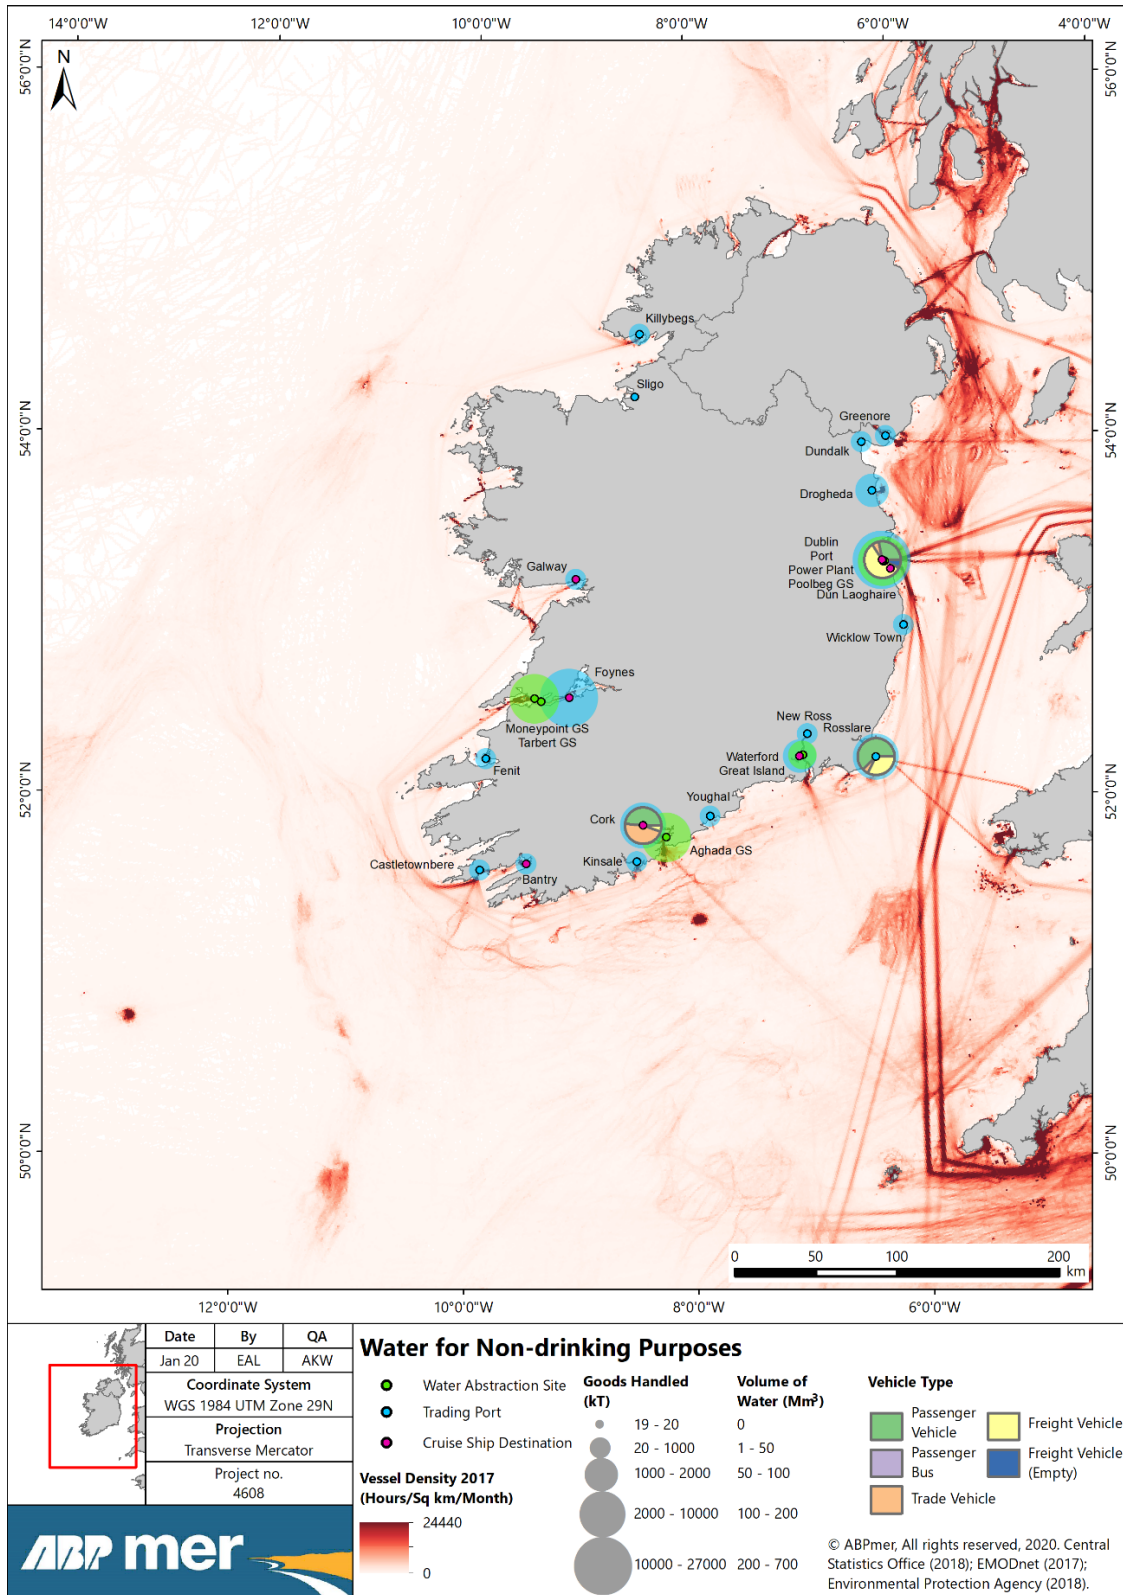 14°0'0"W 12°0'0"W 10°0'0"W 8°0'0"W 6°0'0"W 4°0'0"W
56°0'0"N 56°0'0"N
N
Killybegs
Sligo
54°0'0"N 54°0'0"N
Greenore
Dundalk
Drogheda
Dublin
Port
Power Plant
Poolbeg GS
Dun Laoghaire
Galway
Wicklow Town
Foynes
Moneypoint GS
Tarbert GS
New Ross
Rosslare
Waterford
Great Island
52°0'0"N 52°0'0"N
Fenit
Youghal
Cork
Aghada GS
Castletownbere
Kinsale
Bantry
50°0'0"N 50°0'0"N
0 50 100 200
km
12°0'0"W 10°0'0"W 8°0'0"W 6°0'0"W
Date By QA
Jan 20 EAL AKW
Coordinate System
WGS 1984 UTM Zone 29N
Projection
Transverse Mercator
Project no.
4608
ABP mer
Water for Non-drinking Purposes
Water Abstraction Site
Trading Port
Cruise Ship Destination
Vessel Density 2017
(Hours/Sq km/Month)
24440
0
Goods Handled
(kT)
Volume of
Water (Mm³)
19 - 20 0
20 - 1000 1 - 50
1000 - 2000 50 - 100
2000 - 10000 100 - 200
10000 - 27000 200 - 700
Vehicle Type
Passenger
Vehicle
Freight Vehicle
Passenger
Bus
Freight Vehicle
(Empty)
Trade Vehicle
© ABPmer, All rights reserved, 2020. Central
Statistics Office (2018); EMODnet (2017);
Environmental Protection Agency (2018).